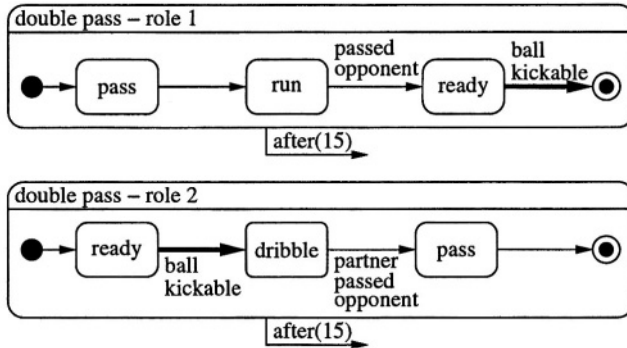 double pass – role 1
pass
run
passed
opponent
ready
ball
kickable
after(15)
double pass – role 2
ready
ball
kickable
dribble
partner
passed
opponent
pass
after(15)